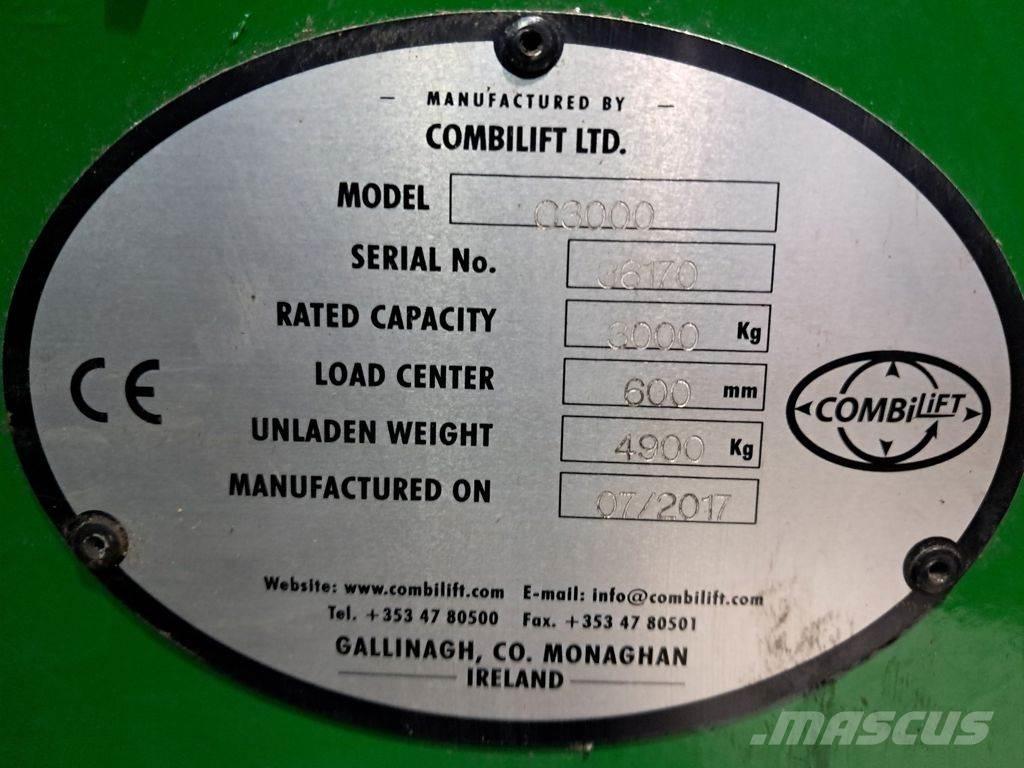 MANUFACTURED BY
COMBILIFT LTD.
MODEL
SERIAL No.
RATED CAPACITY 3000 Kg
LOAD CENTER 600 mm
UNLADEN WEIGHT 4900 Kg
MANUFACTURED ON 07/2017
CE
COMBiLiFT
Website: www.combilift.com E-mail: info@combilift.com
Tel. +353 47 80500 Fax. +353 47 80501
GALLINAGH, CO. MONAGHAN
IRELAND
MASCUS